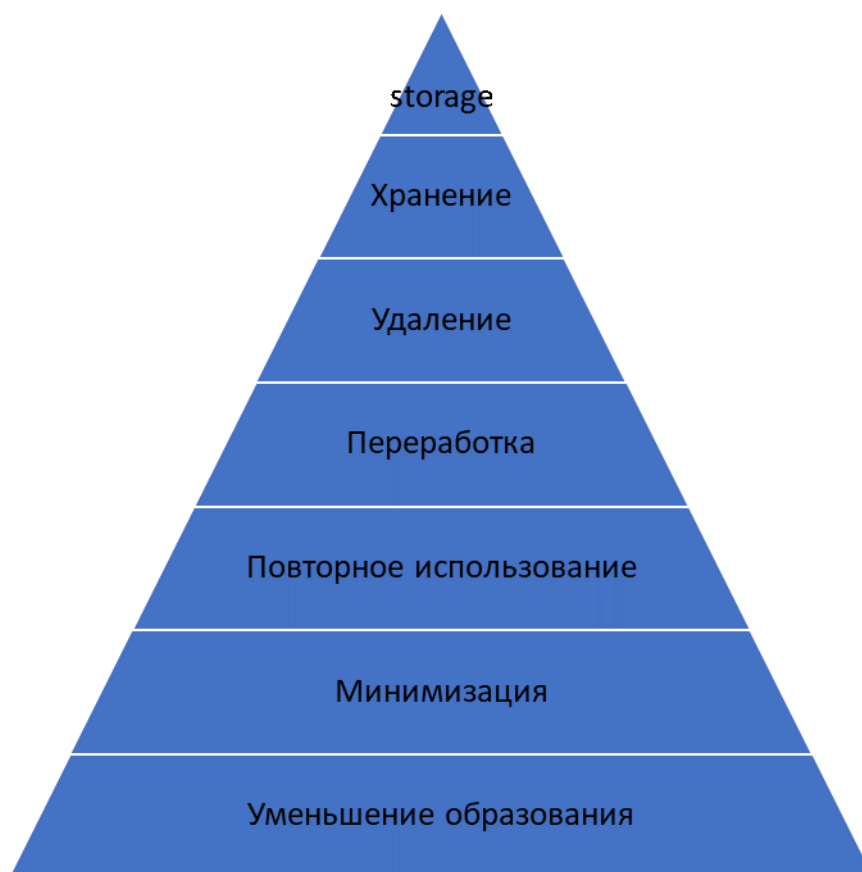 storage
Хранение
Удаление
Переработка
Повторное использование
Минимизация
Уменьшение образования